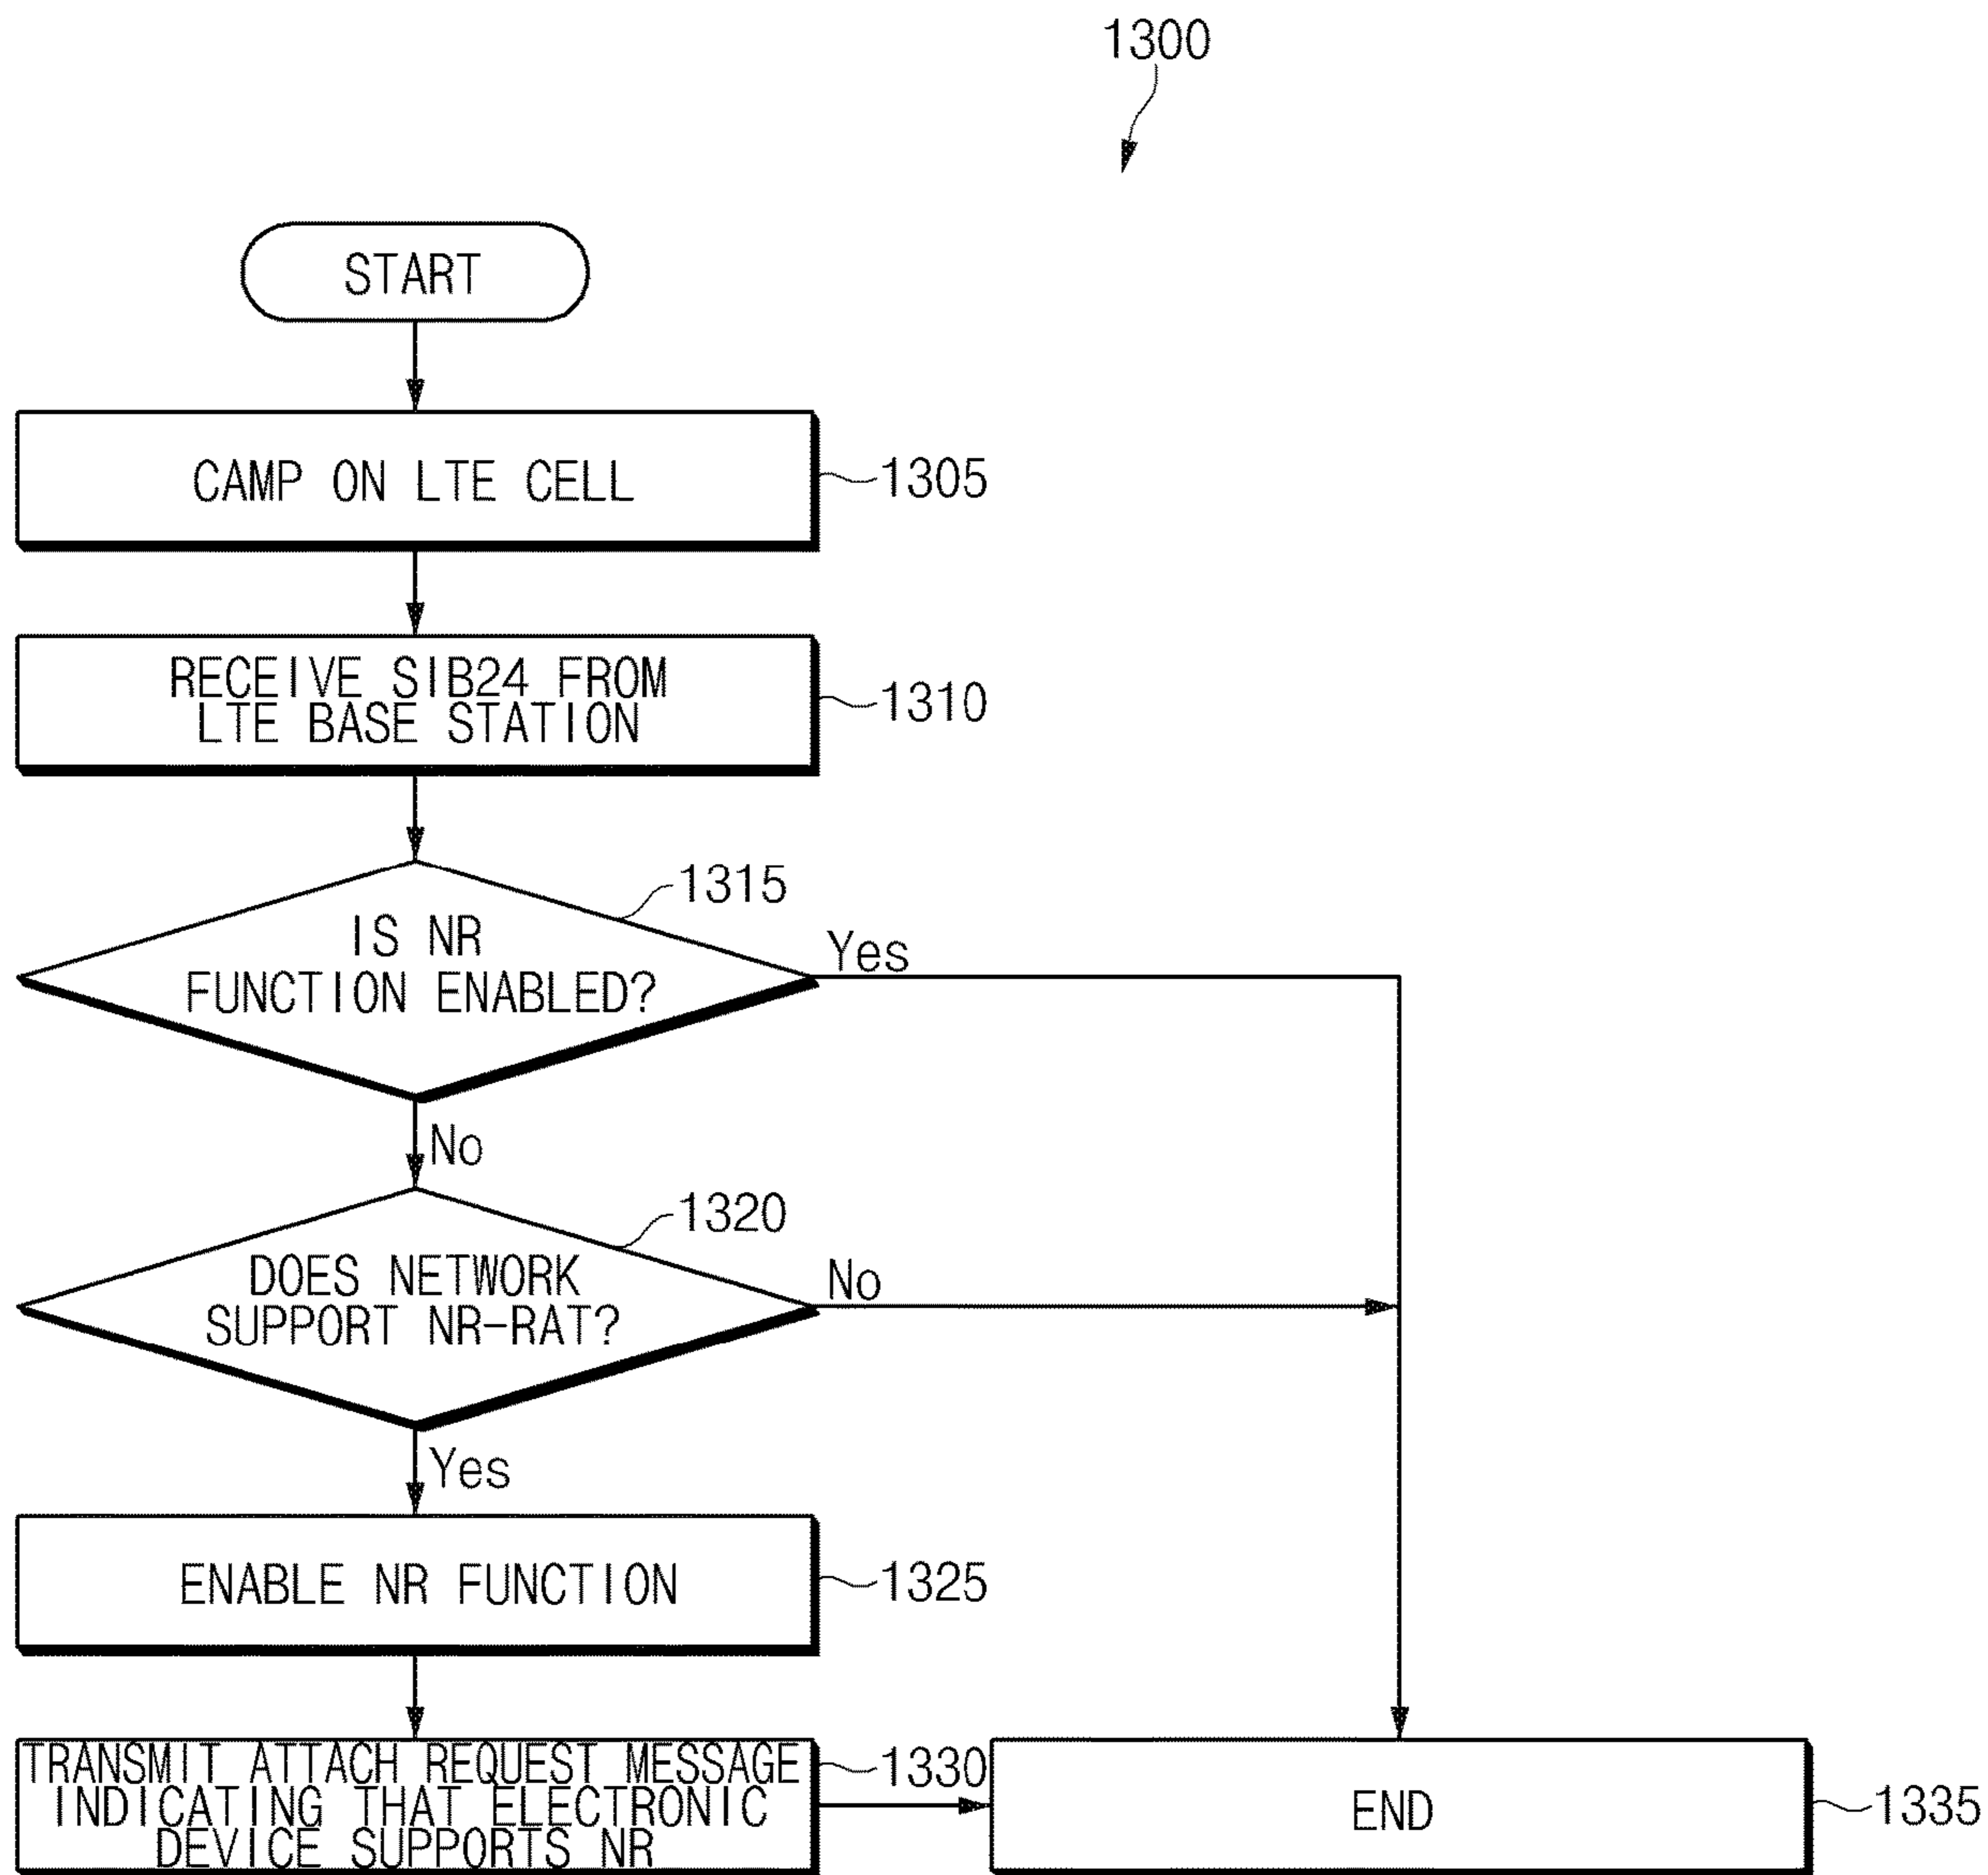 1300
START
CAMP ON LTE CELL
1305
RECEIVE SIB24 FROM
LTE BASE STATION
1310
1315
IS NR
FUNCTION ENABLED?
Yes
No
1320
DOES NETWORK
SUPPORT NR-RAT?
No
Yes
ENABLE NR FUNCTION
1325
TRANSMIT ATTACH REQUEST MESSAGE
INDICATING THAT ELECTRONIC
DEVICE SUPPORTS NR
1330
END
1335